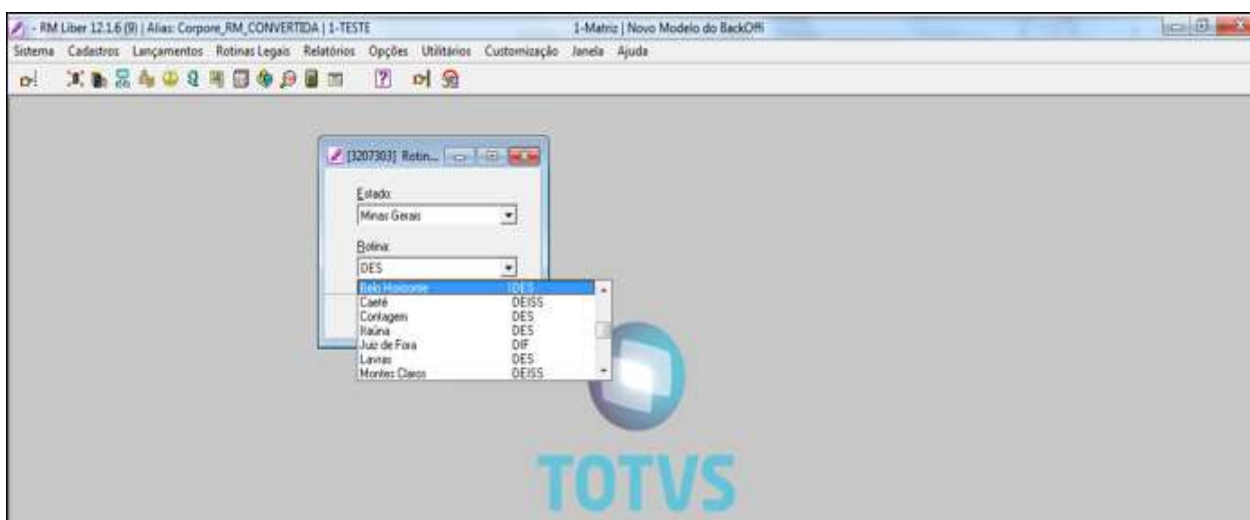 - RM Liber 12.1.6 (9) | Alias: Corpore_RM_CONVERTIDA | 1-TESTE 1-Matriz | Novo Modelo do BackOffi
Sistema Cadastros Lançamentos Rotinas Legais Relatórios Opções Utilitários Customização Janela Ajuda
[3207303] Rotin...
Estado:
Minas Gerais
Rotina:
DES
Belo Horizonte DES
Caeté DEISS
Contagem DES
Itaúna DES
Juiz de Fora DIF
Lavras DES
Montes Claros DEISS
TOTVS